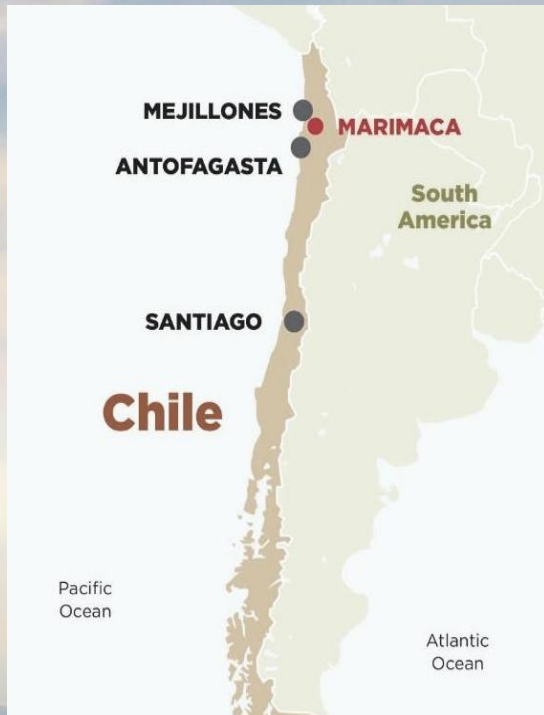 MEJILLONES
MARIMACA
ANTOFAGASTA
South
America
SANTIAGO
Chile
Pacific
Ocean
Atlantic
Ocean